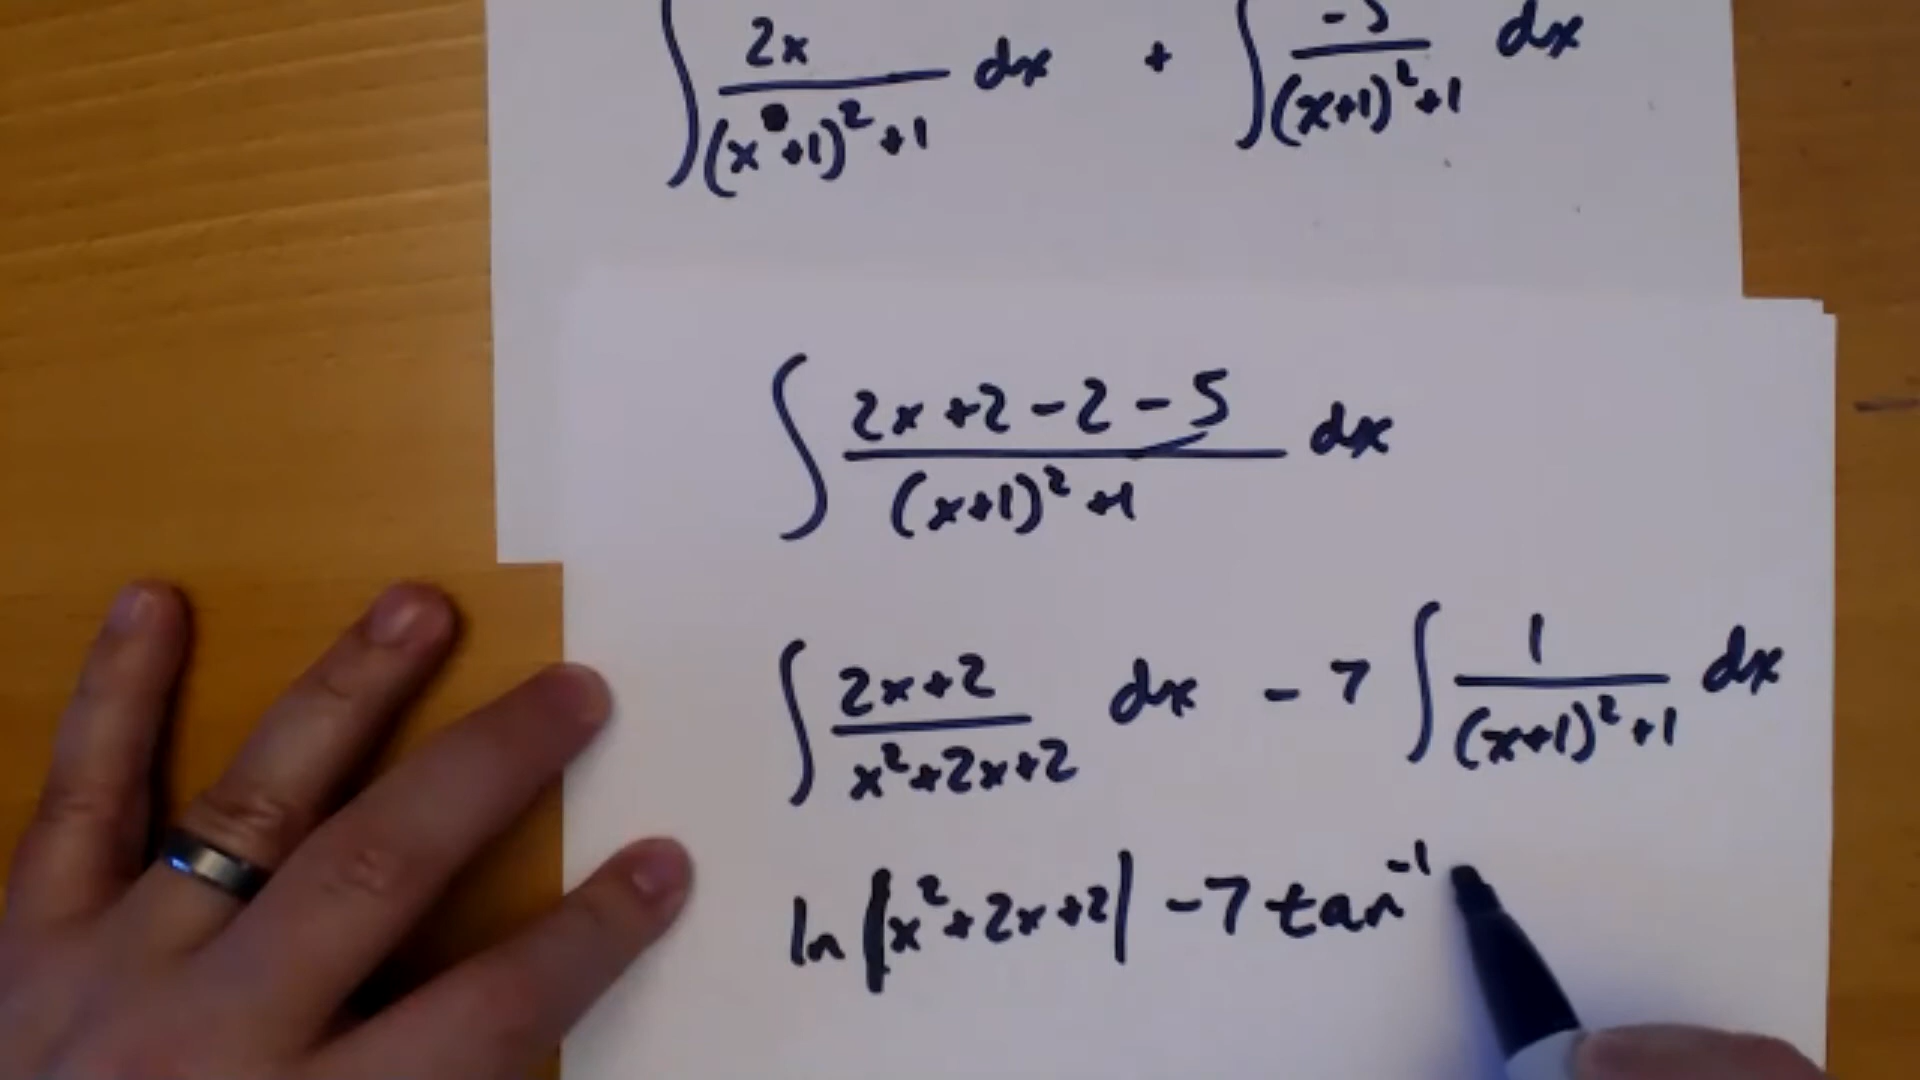 ∫ 2x/((x+1)²+1) dx + ∫ -5/((x+1)²+1) dx
∫ (2x+2-2-5)/((x+1)²+1) dx
∫ (2x+2)/(x²+2x+2) dx - 7 ∫ 1/((x+1)²+1) dx
ln|x²+2x+2| - 7 tan⁻¹